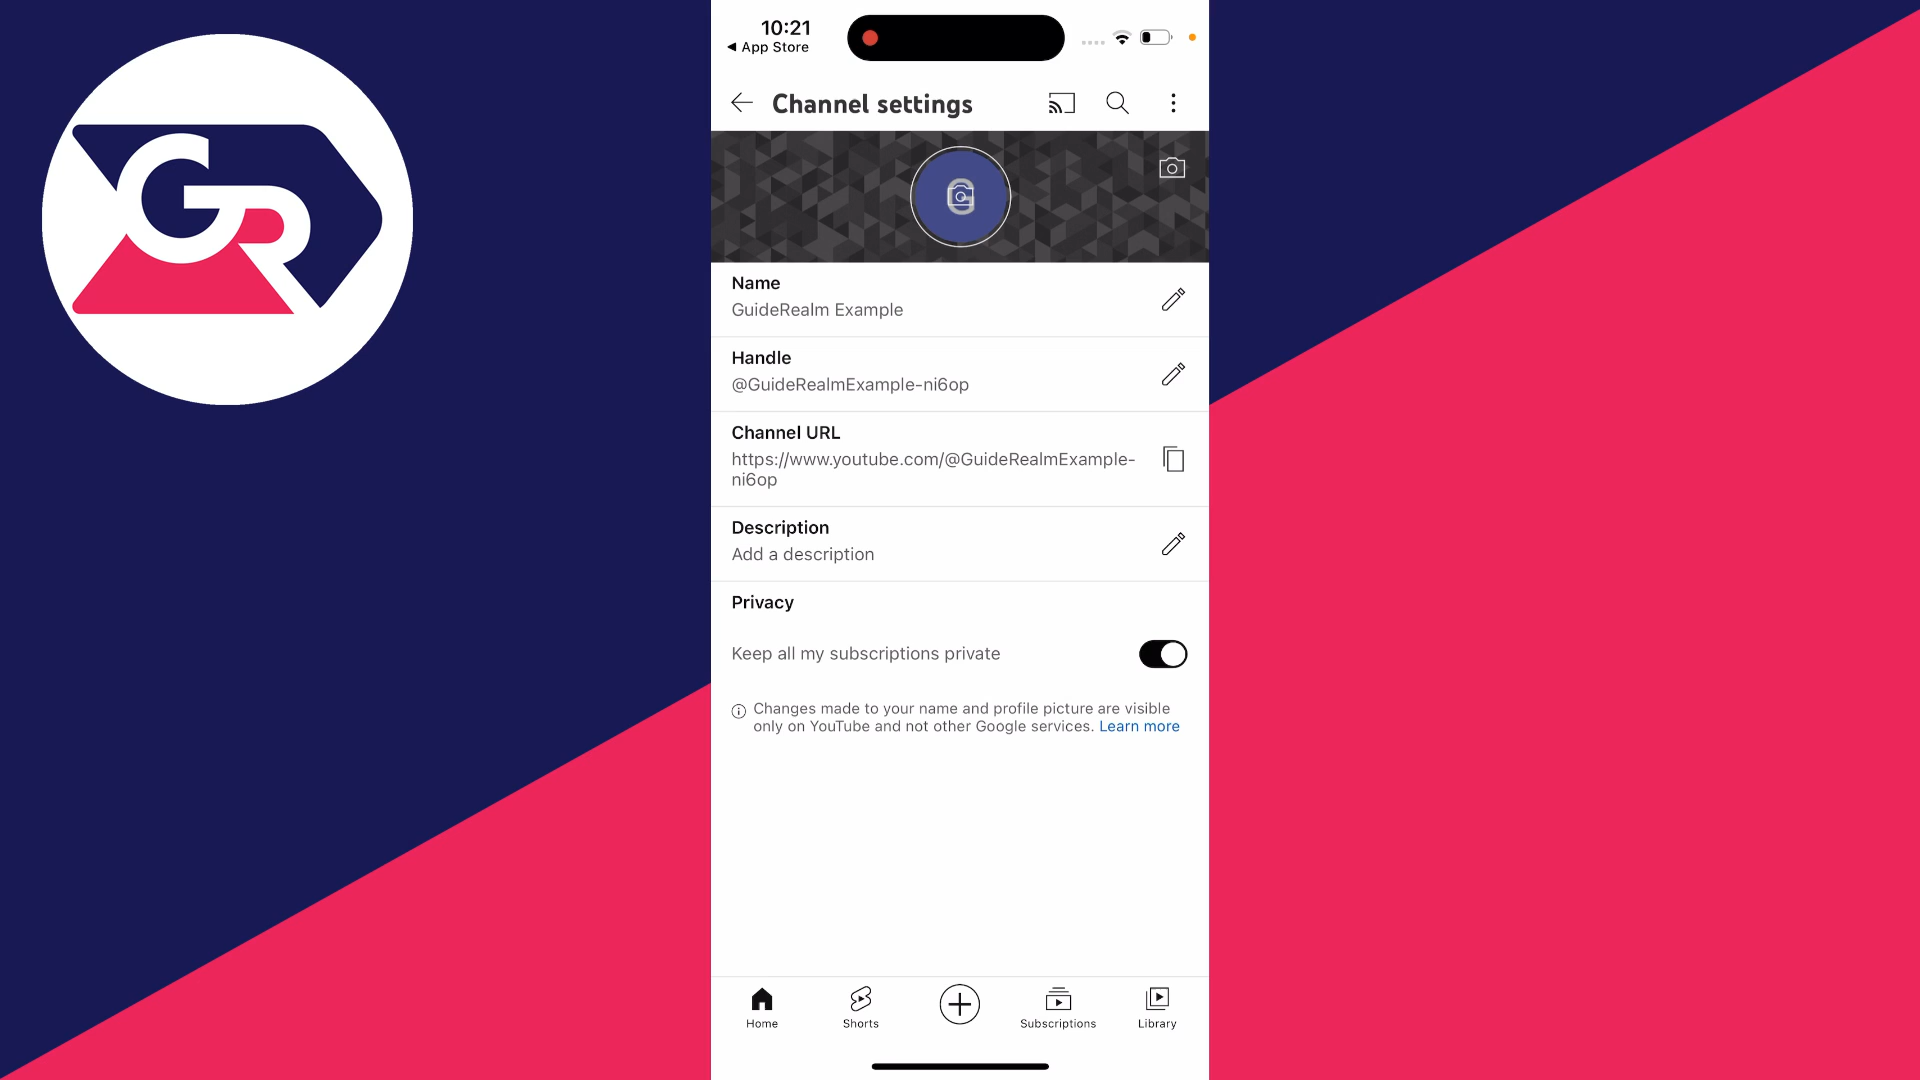 GR
10:21
App Store
Channel settings
G
Name
GuideRealm Example
Handle
@GuideRealmExample-ni6op
Channel URL
https://www.youtube.com/@GuideRealmExample-
ni6op
Description
Add a description
Privacy
Keep all my subscriptions private
Changes made to your name and profile picture are visible
only on YouTube and not other Google services. Learn more
Home
Shorts
Subscriptions
Library